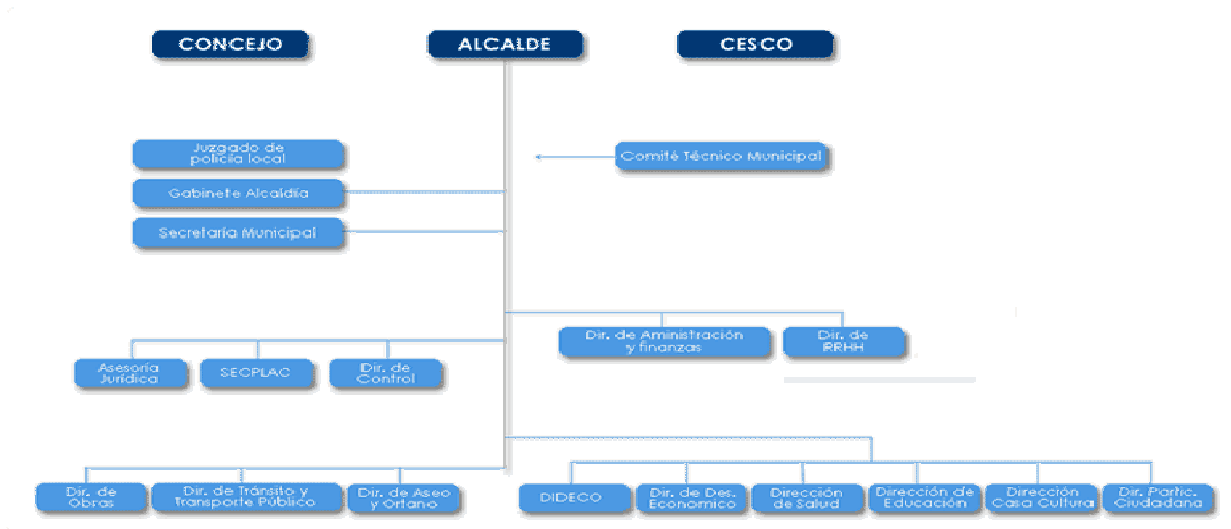 CONCEJO
ALCALDE
CESCO
Juzgado de
policía local
Comité Técnico Municipal
Gabinete Alcaldía
Secretaría Municipal
Dir. de Aministración
y finanzas
Dir. de
RRHH
Asesoría
Jurídica
SECPLAC
Dir. de
Control
Dir. de
Obras
Dir. de Tránsito y
Transporte Público
Dir. de Aseo
y Ortano
DIDECO
Dir. de Des.
Económico
Dirección
de Salud
Dirección de
Educación
Dirección
Casa Cultura
Dir. Partic.
Ciudadana